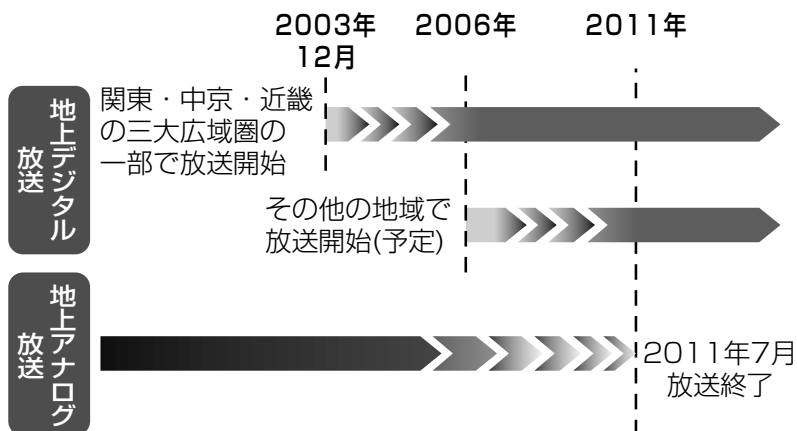 2003年
12月
2006年
2011年
地上デジタル
放送
関東・中京・近畿
の三大広域圏の
一部で放送開始
その他の地域で
放送開始(予定)
地上アナログ
放送
2011年7月
放送終了